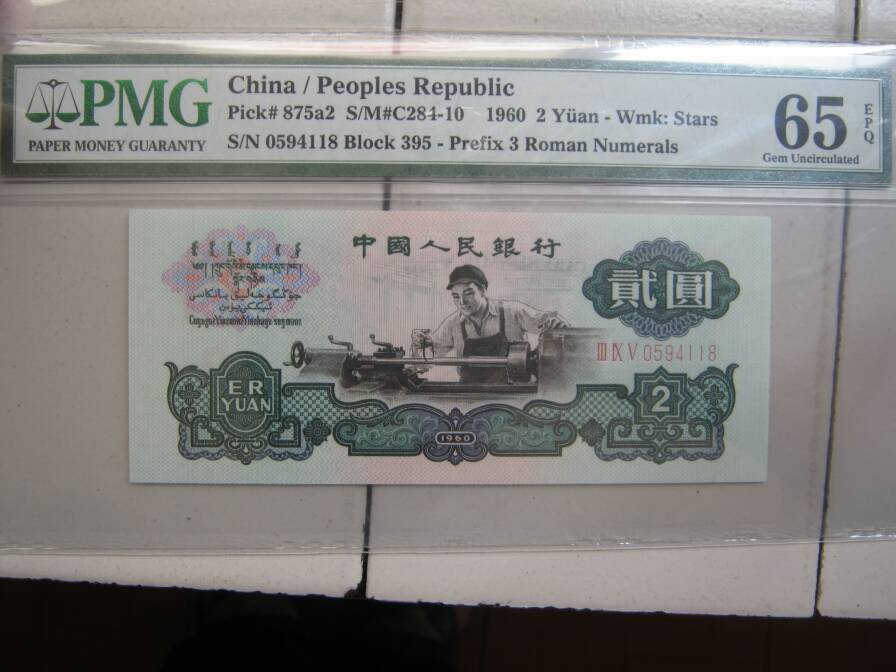 PMG
PAPER MONEY GUARANTY
China / Peoples Republic
Pick# 875a2 S/M#C284-10 1960 2 Yüan - Wmk: Stars
S/N 0594118 Block 395 - Prefix 3 Roman Numerals
65
EPQ
Gem Uncirculated
中國人民銀行
貳圓
III IX V 0594118
ER
YUAN
1960
2